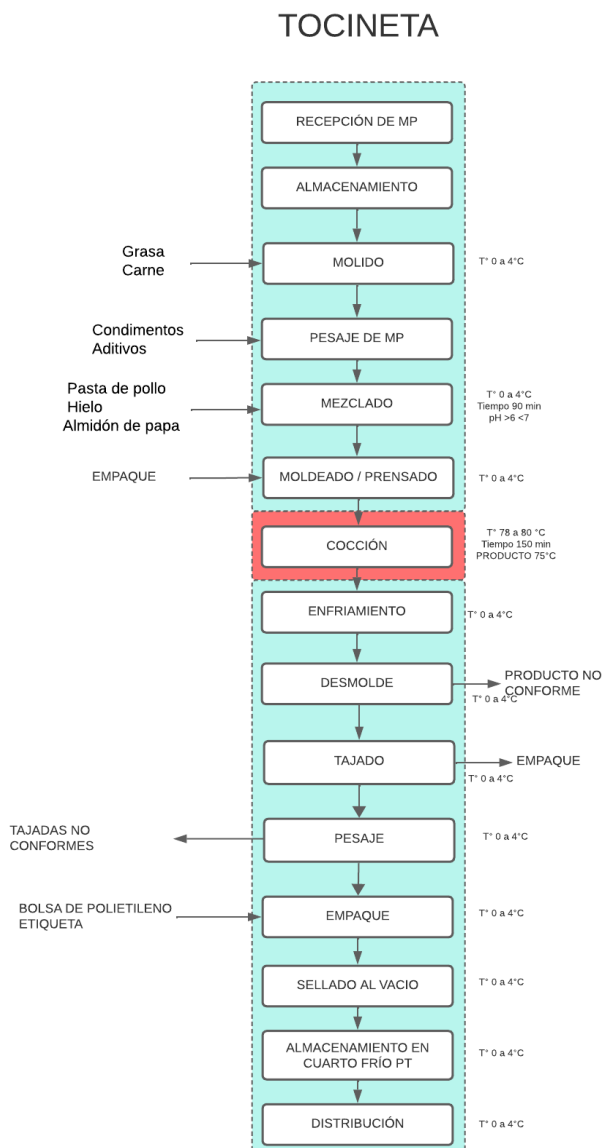 TOCINETA
RECEPCIÓN DE MP
ALMACENAMIENTO
Grasa
Carne
MOLIDO
T° 0 a 4°C
Condimentos
Aditivos
PESAJE DE MP
Pasta de pollo
Hielo
Almidón de papa
MEZCLADO
T° 0 a 4°C
Tiempo 90 min
pH >6 <7
EMPAQUE
MOLDEADO / PRENSADO
T° 0 a 4°C
COCCIÓN
T° 78 a 80 °C
Tiempo 150 min
PRODUCTO 75°C
ENFRIAMIENTO
T° 0 a 4°C
DESMOLDE
PRODUCTO NO
CONFORME
T° 0 a 4°C
TAJADO
EMPAQUE
T° 0 a 4°C
TAJADAS NO
CONFORMES
PESAJE
T° 0 a 4°C
BOLSA DE POLIETILENO
ETIQUETA
EMPAQUE
T° 0 a 4°C
SELLADO AL VACIO
T° 0 a 4°C
ALMACENAMIENTO EN
CUARTO FRÍO PT
T° 0 a 4°C
DISTRIBUCIÓN
T° 0 a 4°C